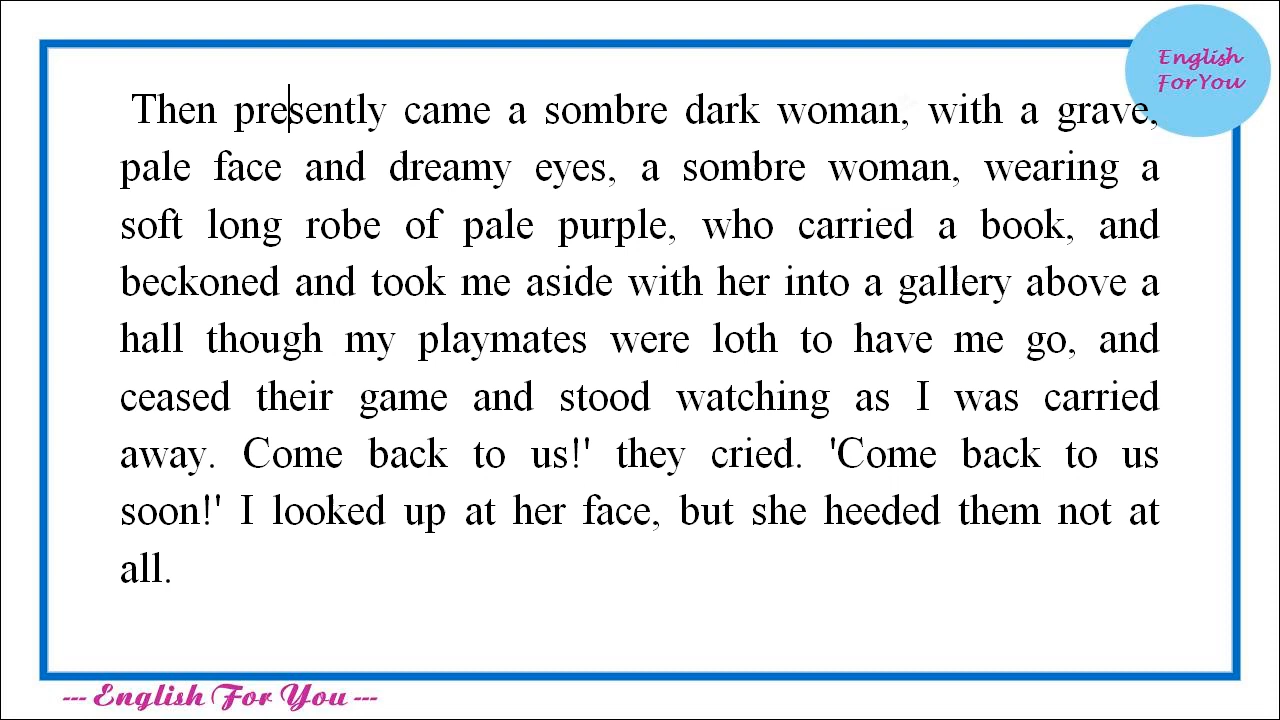 English
ForYou
Then presently came a sombre dark woman, with a grave,
pale face and dreamy eyes, a sombre woman, wearing a
soft long robe of pale purple, who carried a book, and
beckoned and took me aside with her into a gallery above a
hall though my playmates were loth to have me go, and
ceased their game and stood watching as I was carried
away. Come back to us!' they cried. 'Come back to us
soon!' I looked up at her face, but she heeded them not at
all.
--- English For You ---